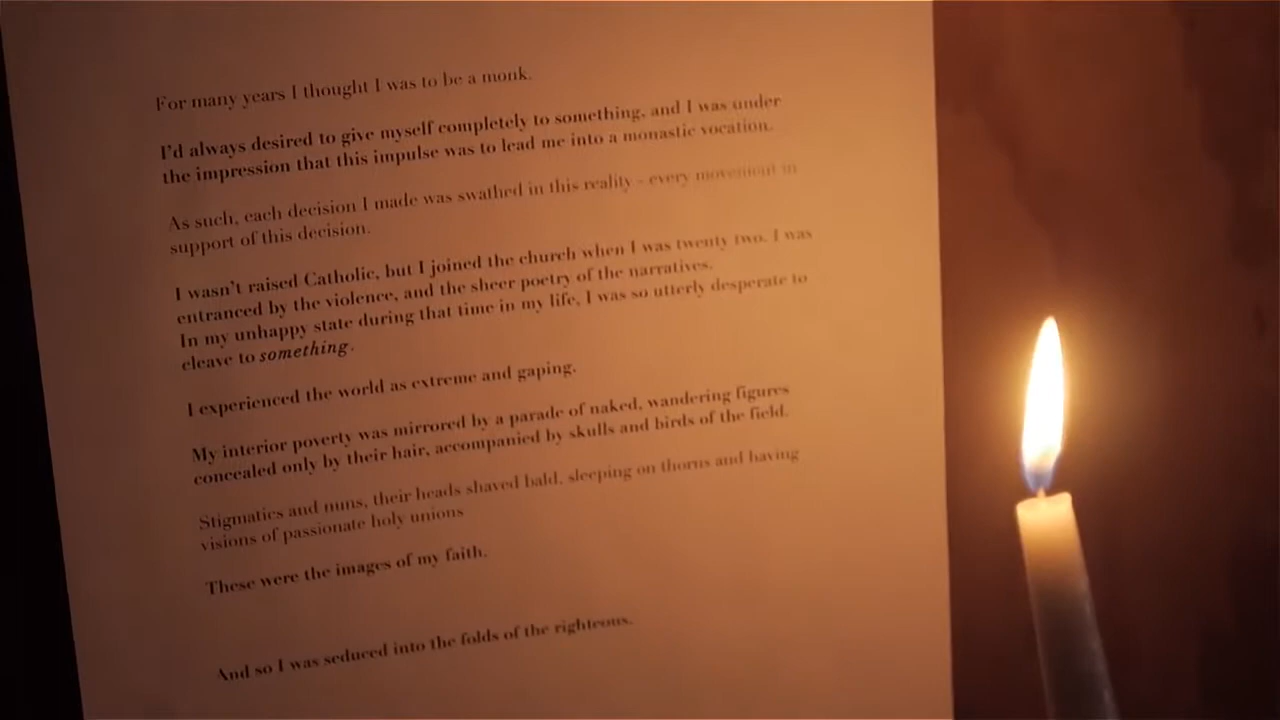 For many years I thought I was to be a monk.
I'd always desired to give myself completely to something, and I was under
the impression that this impulse was to lead me into a monastic vocation.
As such, each decision I made was swathed in this reality - every movement in
support of this decision.
I wasn't raised Catholic, but I joined the church when I was twenty two. I was
entranced by the violence, and the sheer poetry of the narratives.
In my unhappy state during that time in my life, I was so utterly desperate to
cleave to something.
I experienced the world as extreme and gaping.
My interior poverty was mirrored by a parade of naked, wandering figures
concealed only by their hair, accompanied by skulls and birds of the field.
Stigmatics and nuns, their heads shaved bald, sleeping on thorns and having
visions of passionate holy unions
These were the images of my faith.
And so I was seduced into the folds of the righteous.